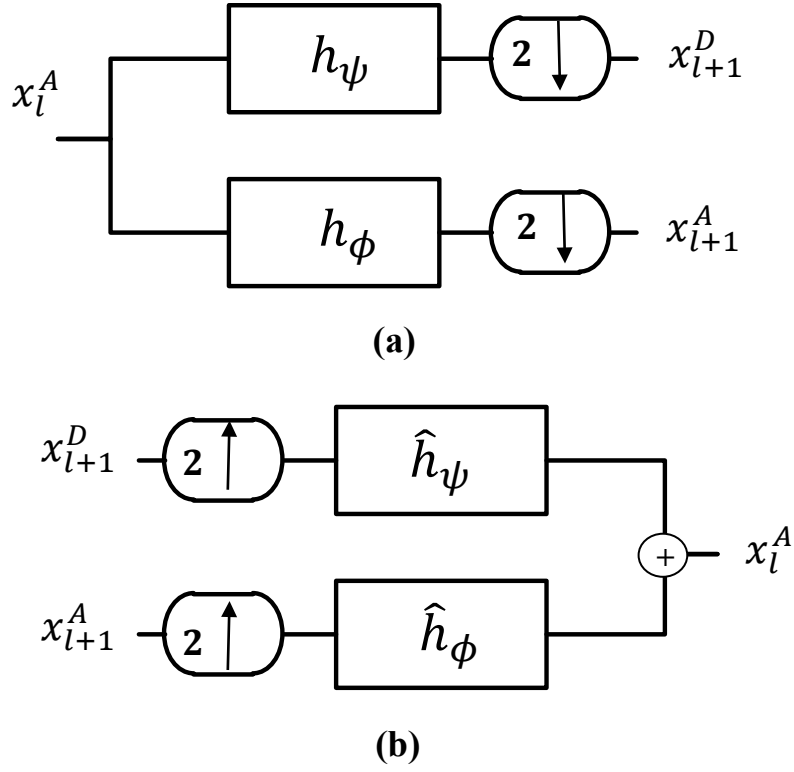 h_ψ
2
x_{l+1}^D
x_l^A
h_ϕ
2
x_{l+1}^A
(a)
x_{l+1}^D
2
ĥ_ψ
+
x_l^A
x_{l+1}^A
2
ĥ_ϕ
(b)